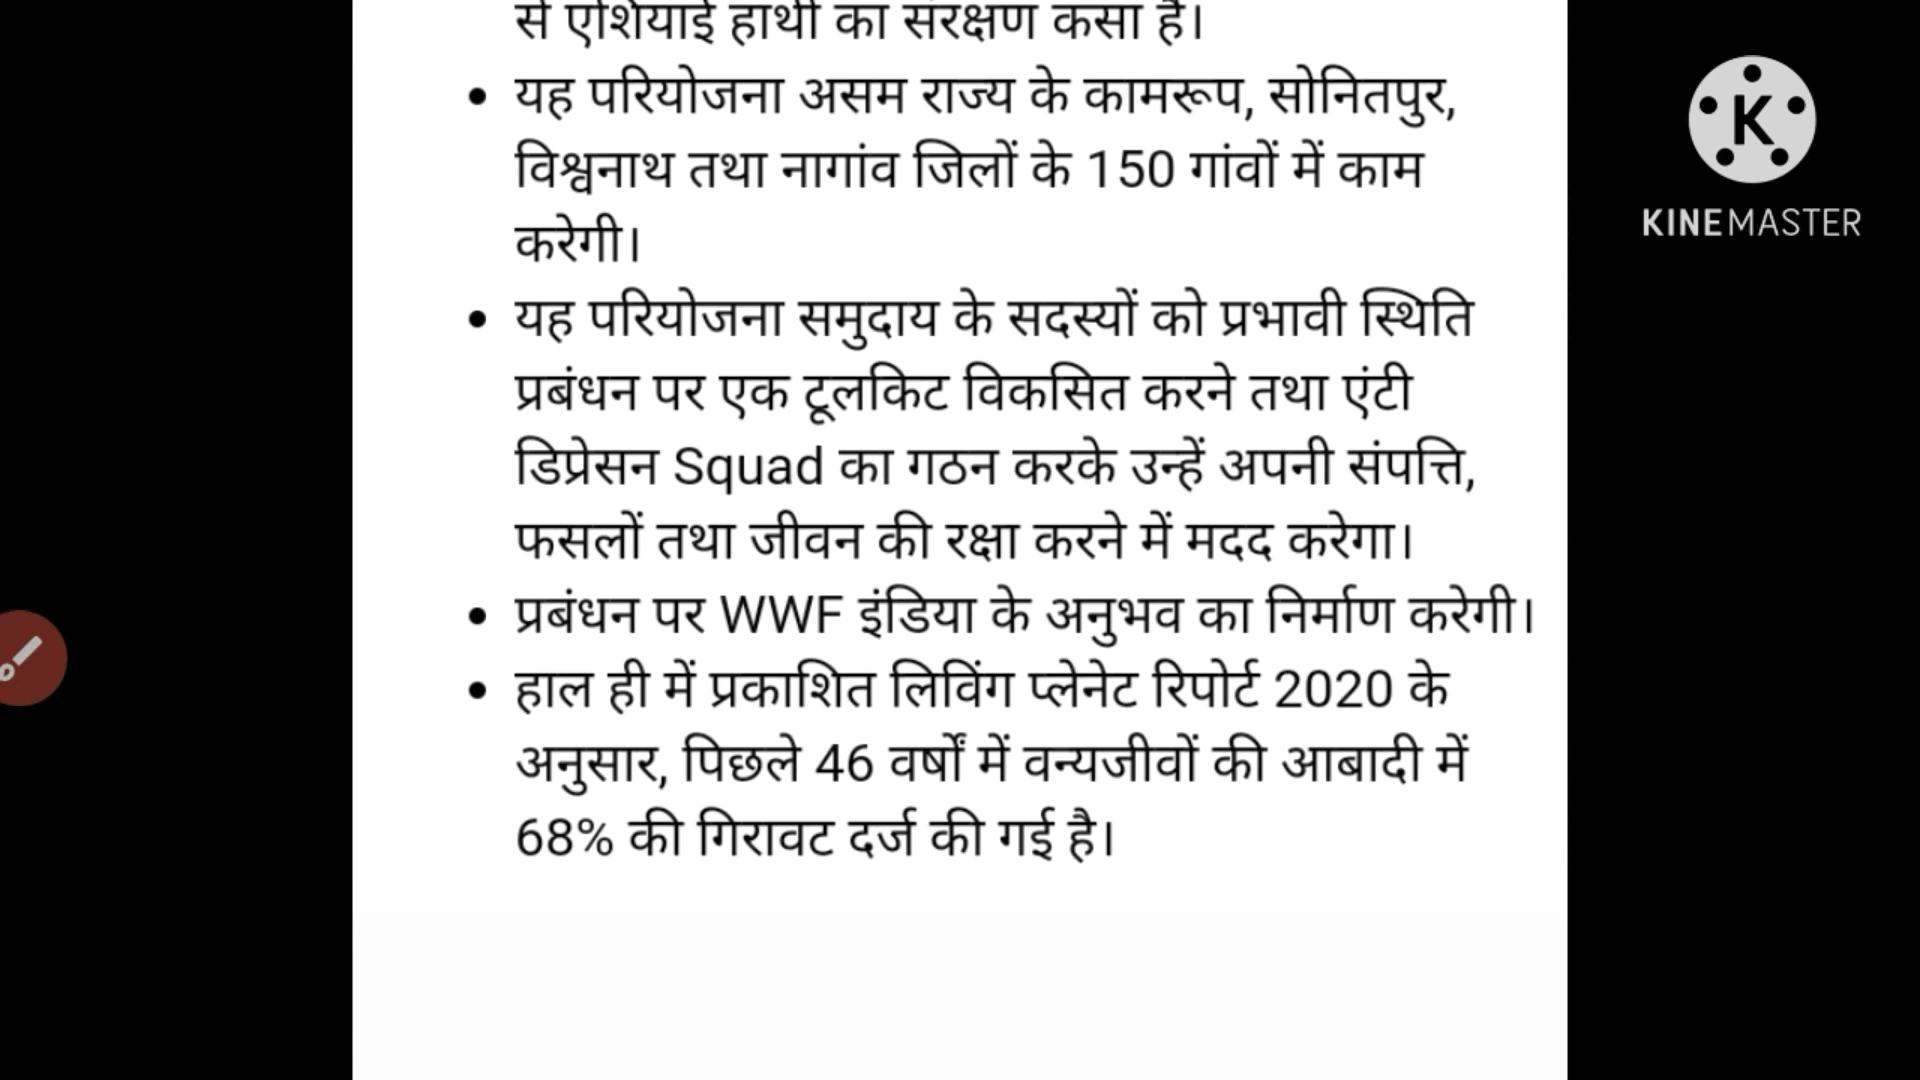 से एशियाई हाथी का संरक्षण कसा है।
• यह परियोजना असम राज्य के कामरूप, सोनितपुर,
विश्वनाथ तथा नागांव जिलों के 150 गांवों में काम
करेगी।
• यह परियोजना समुदाय के सदस्यों को प्रभावी स्थिति
प्रबंधन पर एक टूलकिट विकसित करने तथा एंटी
डिप्रेसन Squad का गठन करके उन्हें अपनी संपत्ति,
फसलों तथा जीवन की रक्षा करने में मदद करेगा।
• प्रबंधन पर WWF इंडिया के अनुभव का निर्माण करेगी।
• हाल ही में प्रकाशित लिविंग प्लेनेट रिपोर्ट 2020 के
अनुसार, पिछले 46 वर्षों में वन्यजीवों की आबादी में
68% की गिरावट दर्ज की गई है।
K
KINEMASTER